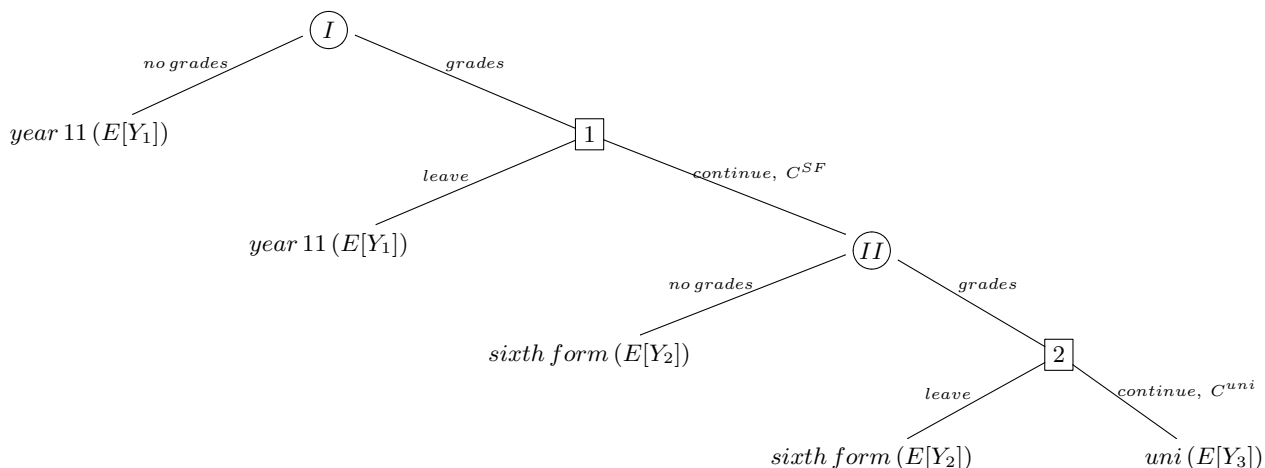 I
no grades
grades
year 11 (E[Y₁])
1
leave
continue, C^{SF}
year 11 (E[Y₁])
II
no grades
grades
sixth form (E[Y₂])
2
leave
continue, C^{uni}
sixth form (E[Y₂])
uni (E[Y₃])